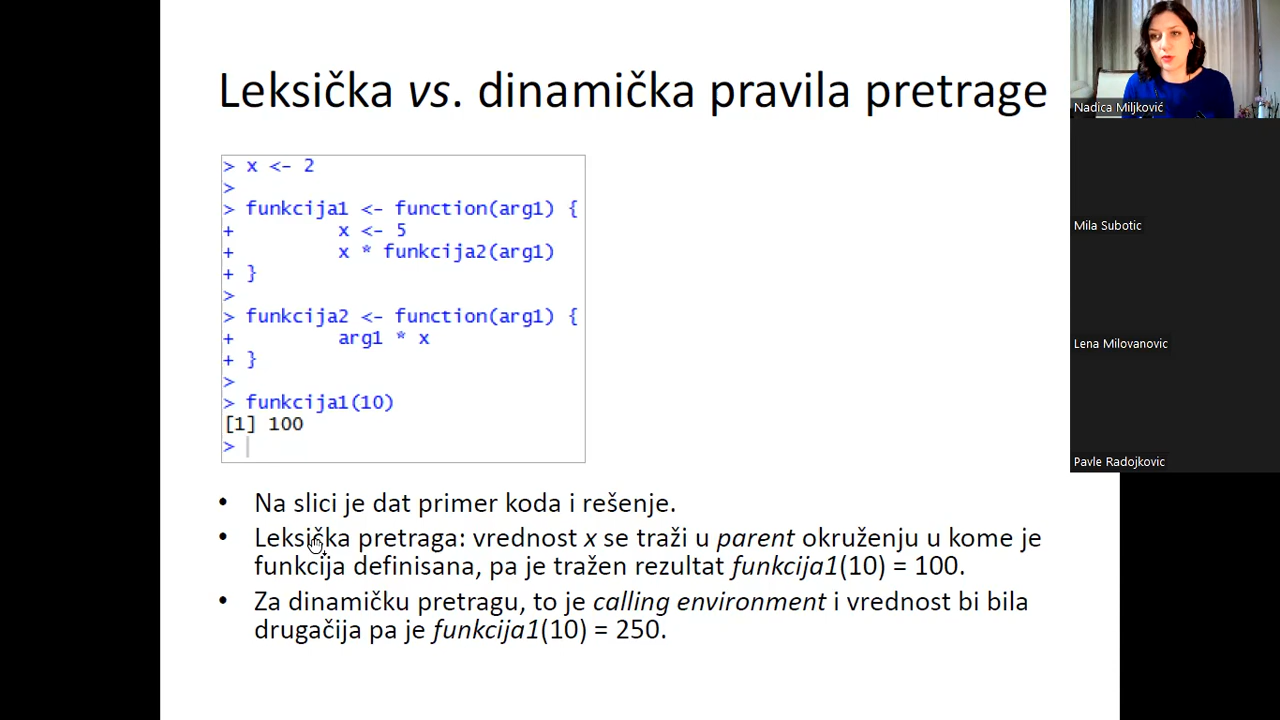 Leksička vs. dinamička pravila pretrage
> x <- 2
>
> funkcija1 <- function(arg1) {
+ x <- 5
+ x * funkcija2(arg1)
+ }
>
> funkcija2 <- function(arg1) {
+ arg1 * x
+ }
>
> funkcija1(10)
[1] 100
>
• Na slici je dat primer koda i rešenje.
• Leksička pretraga: vrednost x se traži u parent okruženju u kome je
funkcija definisana, pa je tražen rezultat funkcija1(10) = 100.
• Za dinamičku pretragu, to je calling environment i vrednost bi bila
drugačija pa je funkcija1(10) = 250.
Nadica Miljković
Mila Subotic
Lena Milovanovic
Pavle Radojkovic